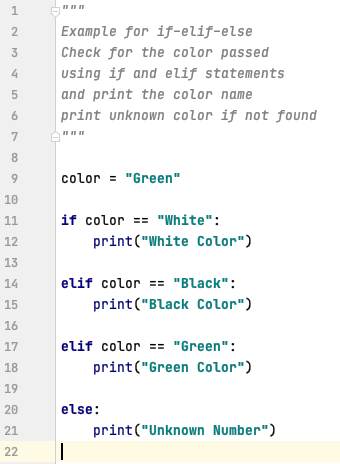 1 """
2 Example for if-elif-else
3 Check for the color passed
4 using if and elif statements
5 and print the color name
6 print unknown color if not found
7 """
8
9 color = "Green"
10
11 if color == "White":
12     print("White Color")
13
14 elif color == "Black":
15     print("Black Color")
16
17 elif color == "Green":
18     print("Green Color")
19
20 else:
21     print("Unknown Number")
22